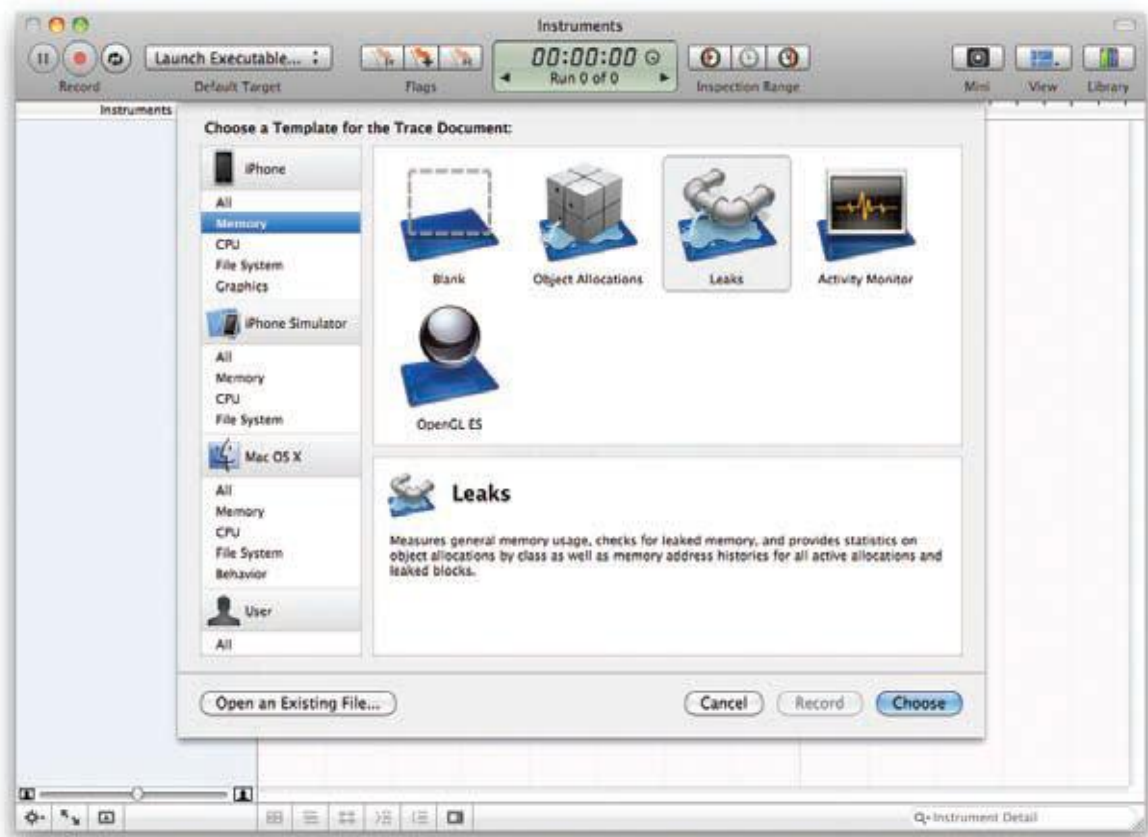 Instruments
Launch Executable...
00:00:00
Run 0 of 0
Record
Default Target
Flags
Inspection Range
Mini
View
Library
Instruments
Choose a Template for the Trace Document:
iPhone
All
Memory
CPU
File System
Graphics
iPhone Simulator
All
Memory
CPU
File System
Mac OS X
All
Memory
CPU
File System
Behavior
User
All
Blank
Object Allocations
Leaks
Activity Monitor
OpenGL ES
Leaks
Measures general memory usage, checks for leaked memory, and provides statistics on
object allocations by class as well as memory address histories for all active allocations and
leaked blocks.
Open an Existing File...
Cancel
Record
Choose
Instrument Detail